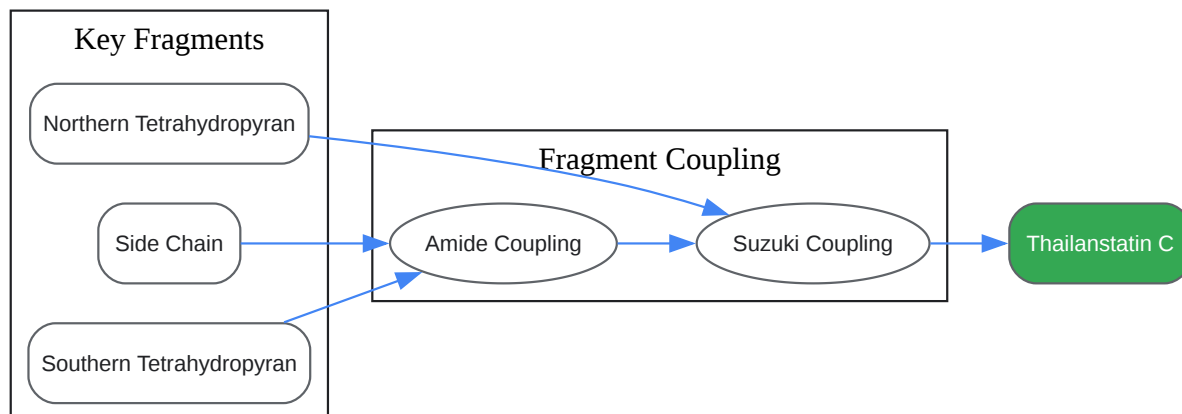 Key Fragments
Northern Tetrahydropyran
Side Chain
Southern Tetrahydropyran
Fragment Coupling
Amide Coupling
Suzuki Coupling
Thailanstatin C